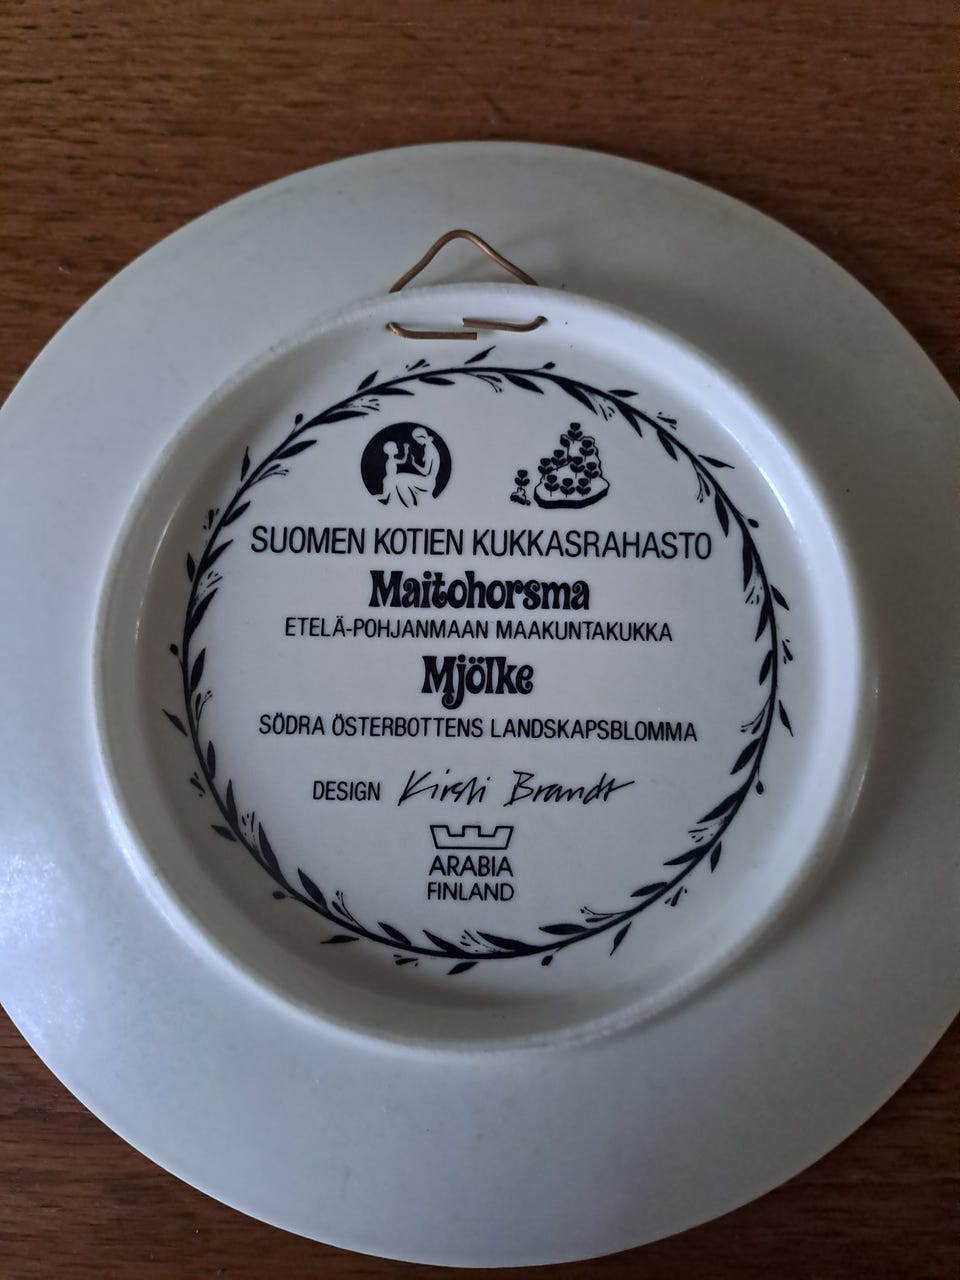 SUOMEN KOTIEN KUKKASRAHASTO
Maitohorsma
ETELÄ-POHJANMAAN MAAKUNTAKUKKA
Mjölke
SÖDRA ÖSTERBOTTENS LANDSKAPSBLOMMA
DESIGN Kirsti Brandt
ARABIA
FINLAND